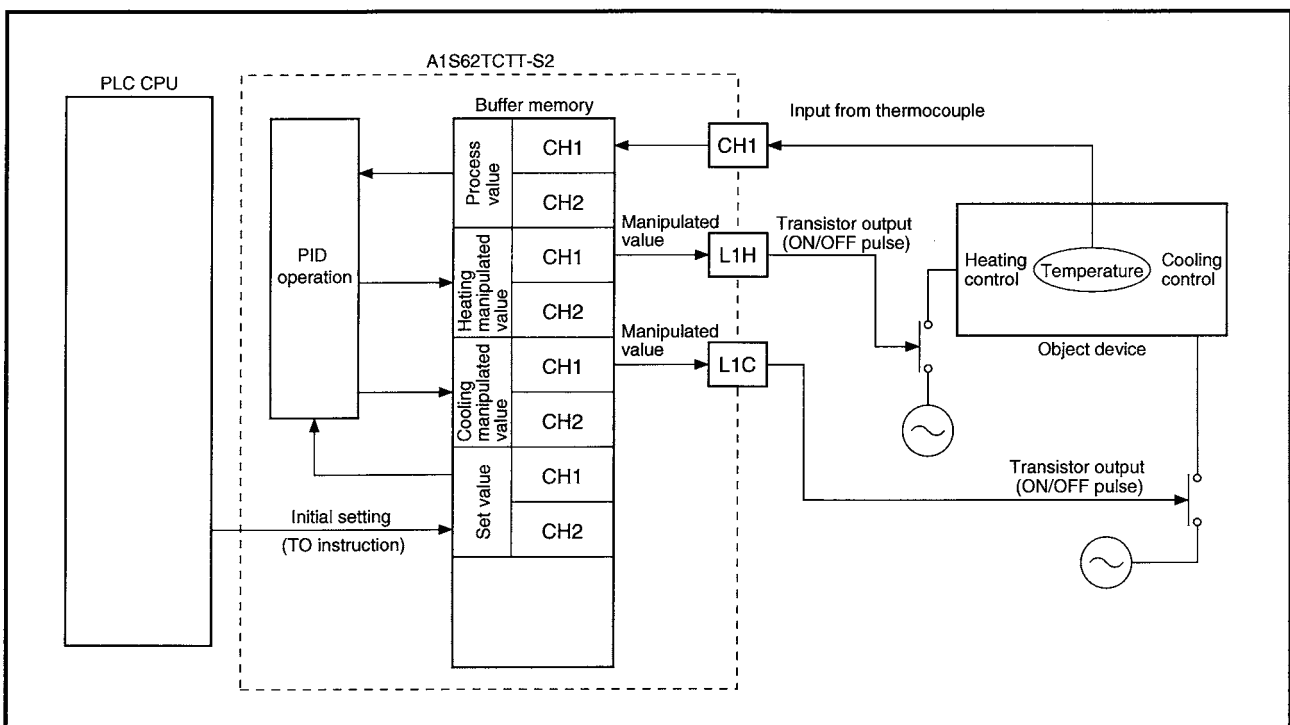 A1S62TCTT-S2
PLC CPU
Buffer memory
PID
operation
Process
value
CH1
CH2
Heating
manipulated
value
CH1
CH2
Cooling
manipulated
value
CH1
CH2
Set value
CH1
CH2
Initial setting
(TO instruction)
CH1
Input from thermocouple
Manipulated
value
L1H
Transistor output
(ON/OFF pulse)
Manipulated
value
L1C
Heating
control
Temperature
Cooling
control
Object device
Transistor output
(ON/OFF pulse)